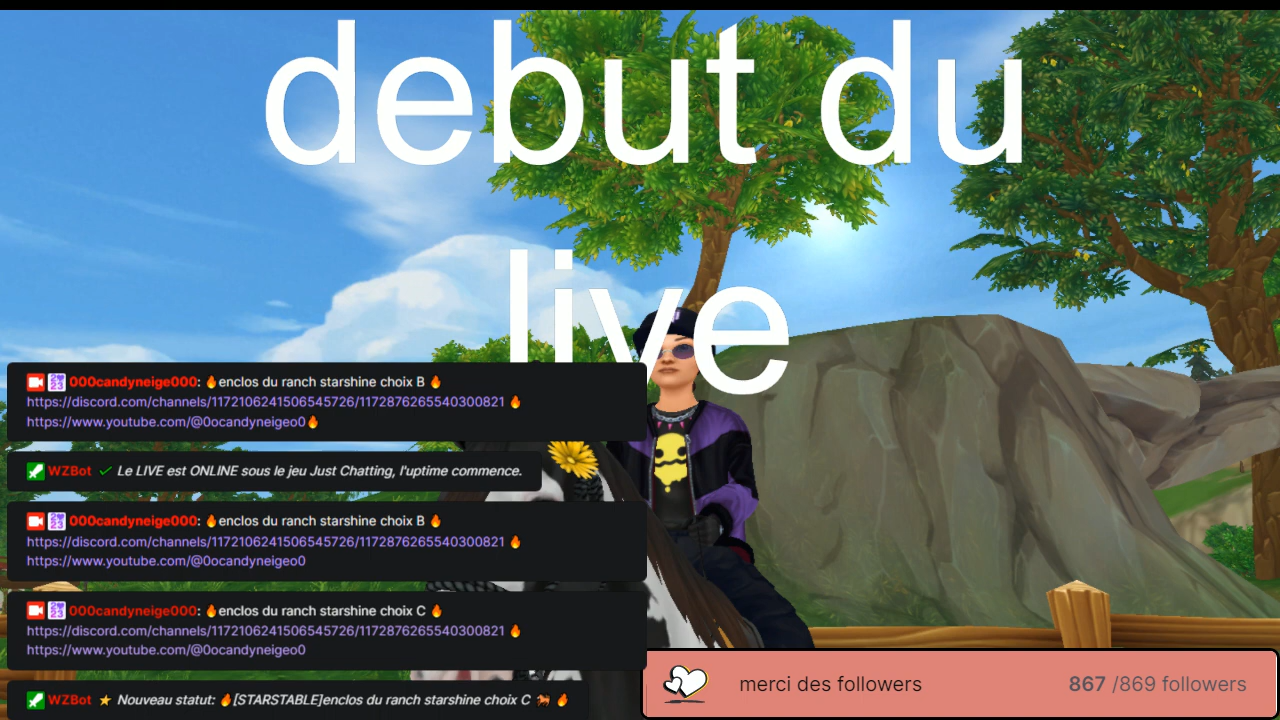 debut du
live
000candyneige000: 🔥enclos du ranch starshine choix B 🔥
https://discord.com/channels/1172106241506545726/1172876265540300821 🔥
https://www.youtube.com/@0ocandyneigeo0🔥
WZBot ✓ Le LIVE est ONLINE sous le jeu Just Chatting, l'uptime commence.
000candyneige000: 🔥enclos du ranch starshine choix B 🔥
https://discord.com/channels/1172106241506545726/1172876265540300821 🔥
https://www.youtube.com/@0ocandyneigeo0
000candyneige000: 🔥enclos du ranch starshine choix C 🔥
https://discord.com/channels/1172106241506545726/1172876265540300821 🔥
https://www.youtube.com/@0ocandyneigeo0
WZBot ⭐ Nouveau statut: 🔥[STARSTABLE]enclos du ranch starshine choix C 🐎 🔥
merci des followers 867 /869 followers